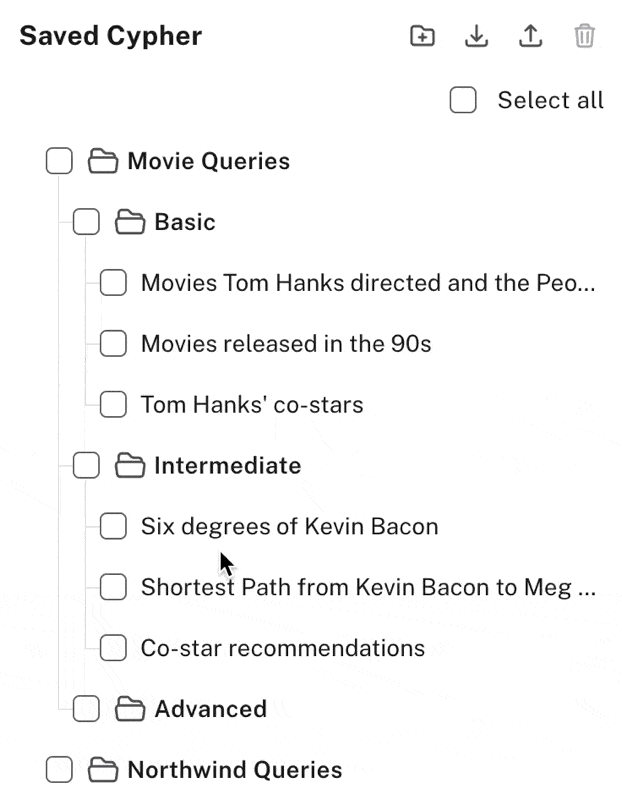 Saved Cypher
Select all
Movie Queries
Basic
Movies Tom Hanks directed and the Peo...
Movies released in the 90s
Tom Hanks' co-stars
Intermediate
Six degrees of Kevin Bacon
Shortest Path from Kevin Bacon to Meg ...
Co-star recommendations
Advanced
Northwind Queries